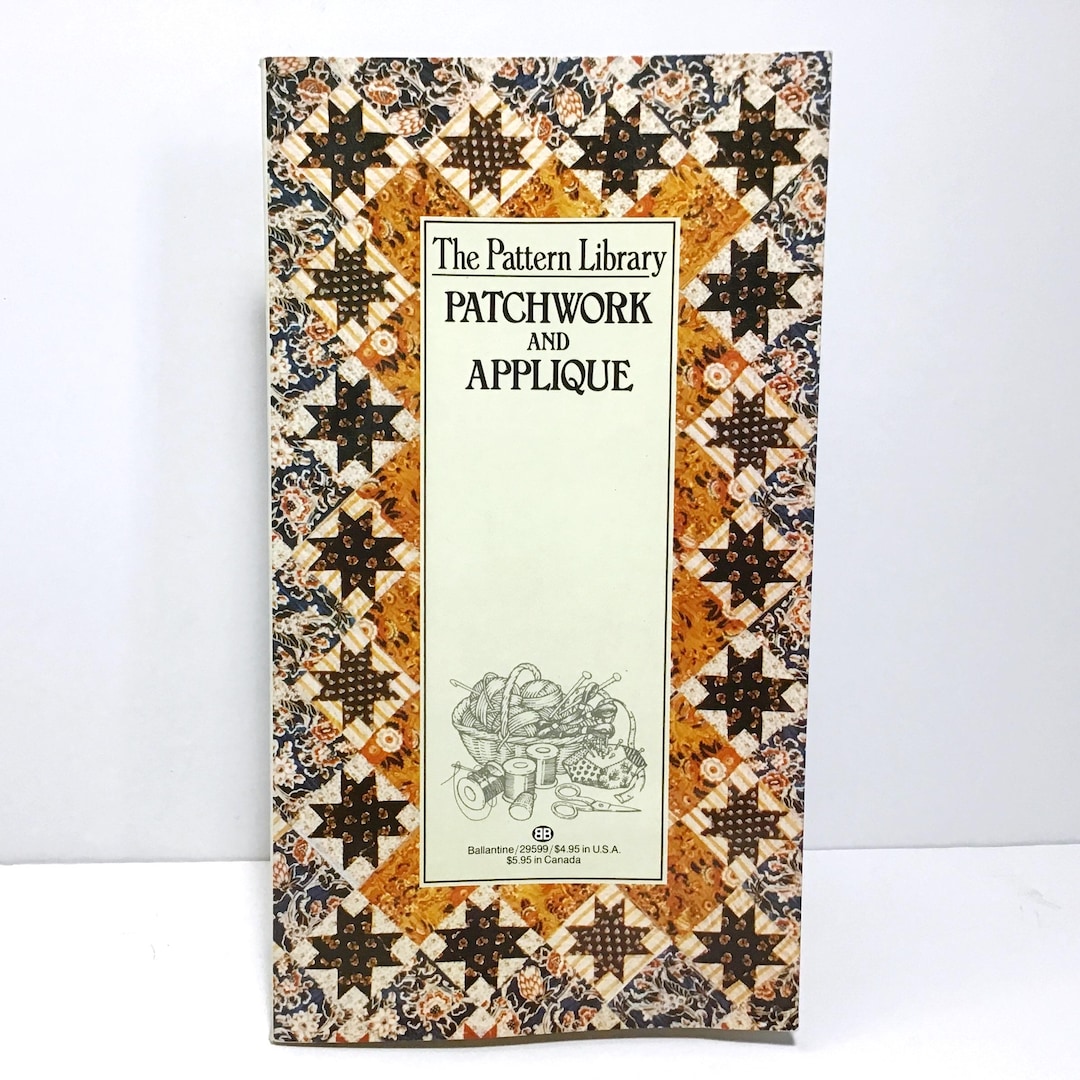 The Pattern Library
PATCHWORK
AND
APPLIQUE
BB
Ballantine/29599/$4.95 in U.S.A.
$5.95 in Canada